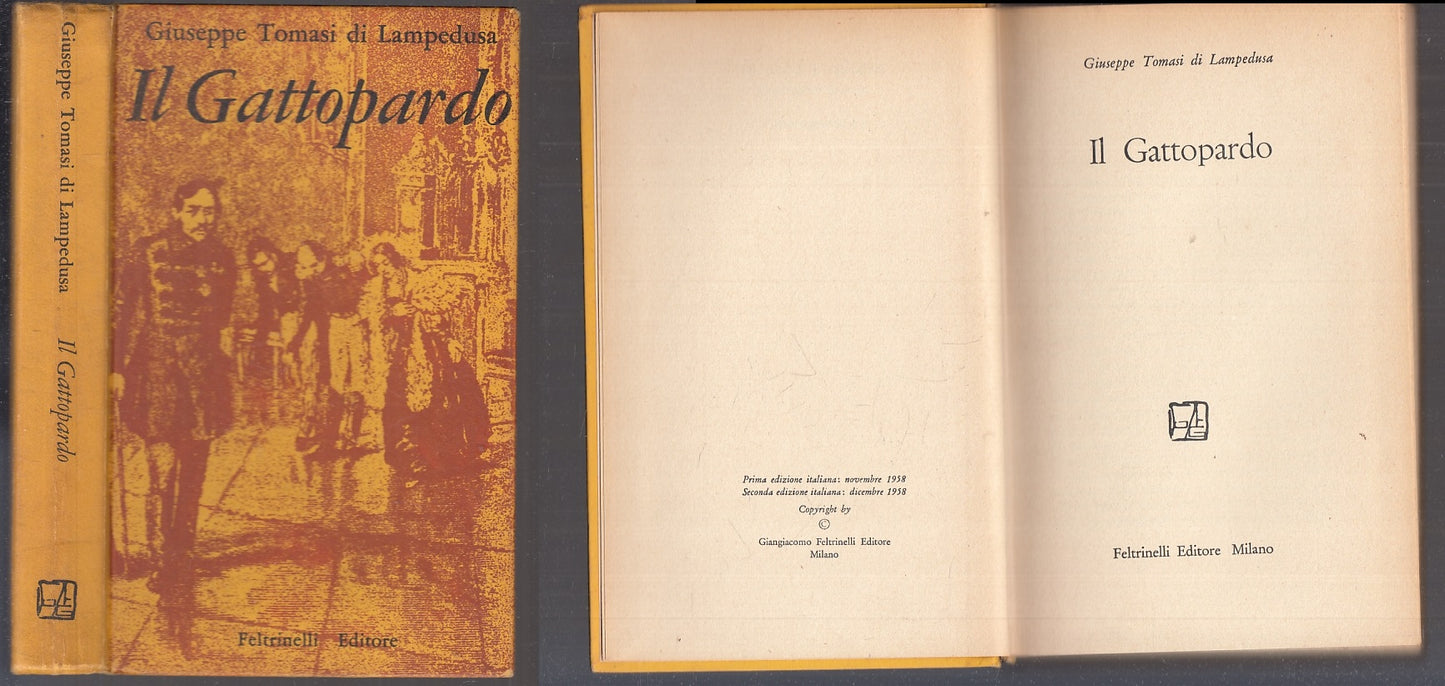 Giuseppe Tomasi di Lampedusa Il Gattopardo
Giuseppe Tomasi di Lampedusa
Il Gattopardo
Feltrinelli Editore
Prima edizione italiana: novembre 1958
Seconda edizione italiana: dicembre 1958
Copyright by
©
Giangiacomo Feltrinelli Editore
Milano
Giuseppe Tomasi di Lampedusa
Il Gattopardo
Feltrinelli Editore Milano